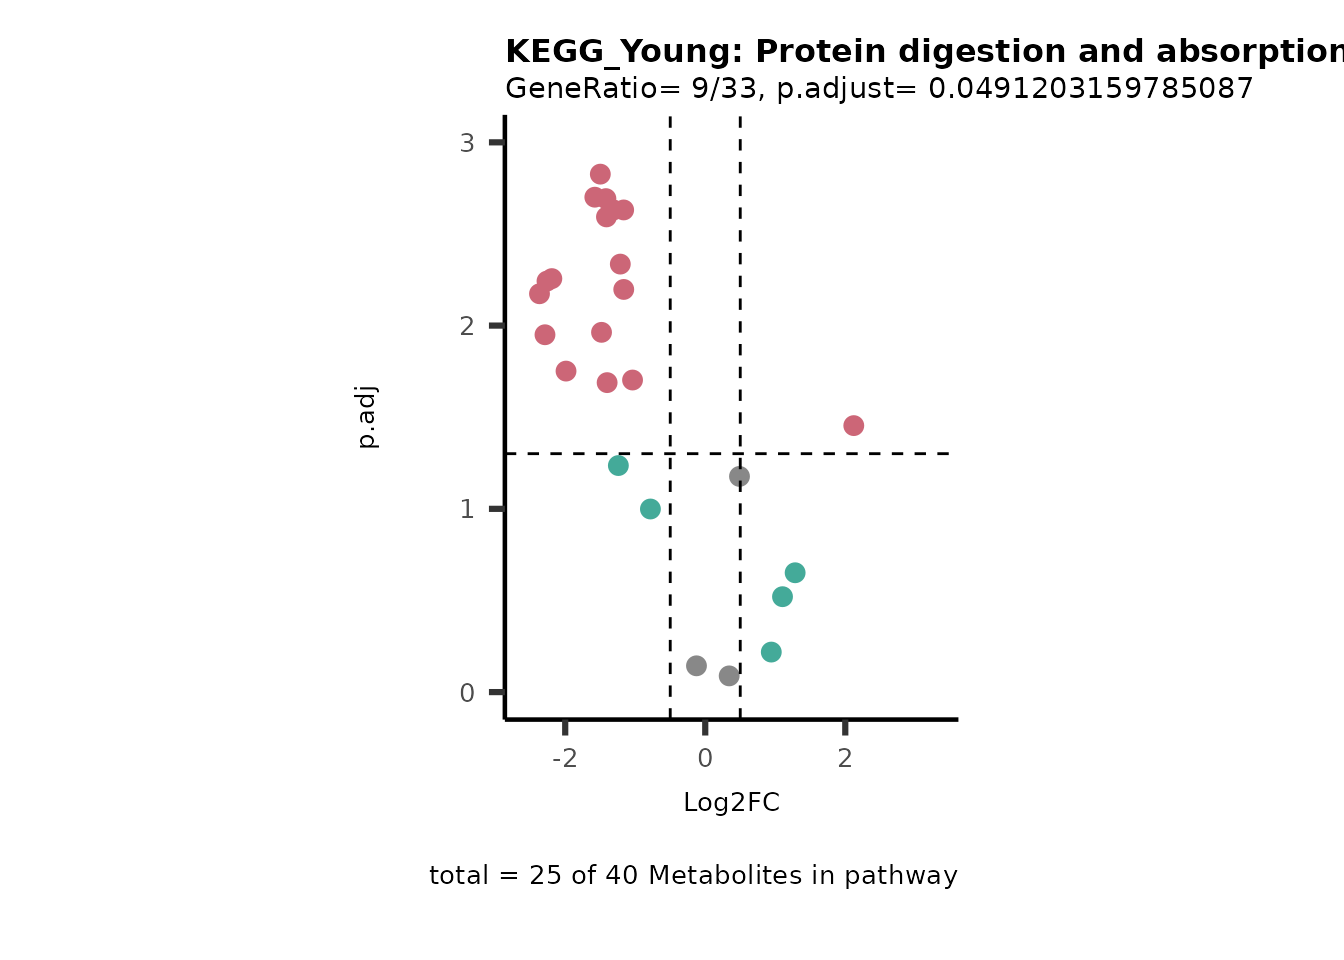 KEGG_Young: Protein digestion and absorption
GeneRatio= 9/33, p.adjust= 0.0491203159785087
3
2
1
0
p.adj
-2 0 2
Log2FC
total = 25 of 40 Metabolites in pathway